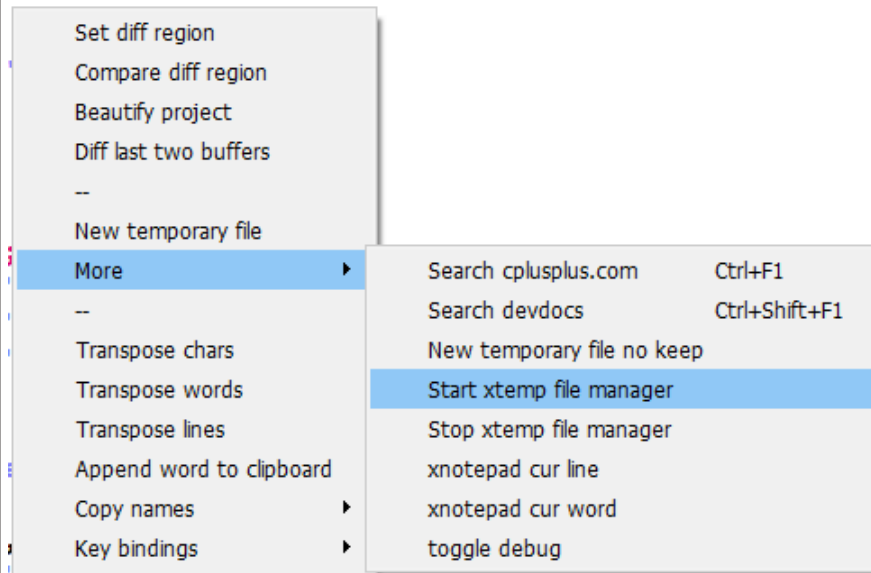 Set diff region
Compare diff region
Beautify project
Diff last two buffers
--
New temporary file
More
--
Transpose chars
Transpose words
Transpose lines
Append word to clipboard
Copy names
Key bindings
Search cplusplus.com Ctrl+F1
Search devdocs Ctrl+Shift+F1
New temporary file no keep
Start xtemp file manager
Stop xtemp file manager
xnotepad cur line
xnotepad cur word
toggle debug